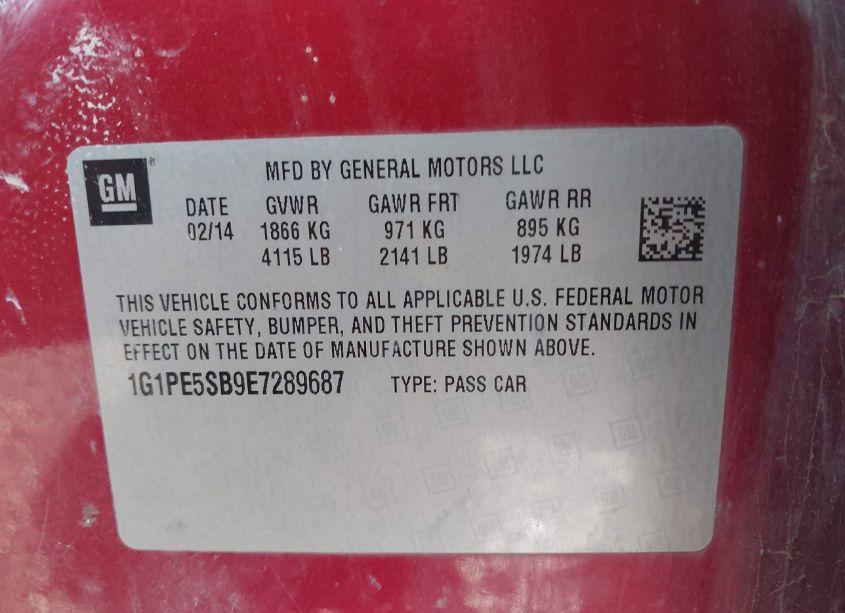 GM
MFD BY GENERAL MOTORS LLC
DATE GVWR GAWR FRT GAWR RR
02/14 1866 KG 971 KG 895 KG
4115 LB 2141 LB 1974 LB
THIS VEHICLE CONFORMS TO ALL APPLICABLE U.S. FEDERAL MOTOR
VEHICLE SAFETY, BUMPER, AND THEFT PREVENTION STANDARDS IN
EFFECT ON THE DATE OF MANUFACTURE SHOWN ABOVE.
1G1PE5SB9E7289687 TYPE: PASS CAR